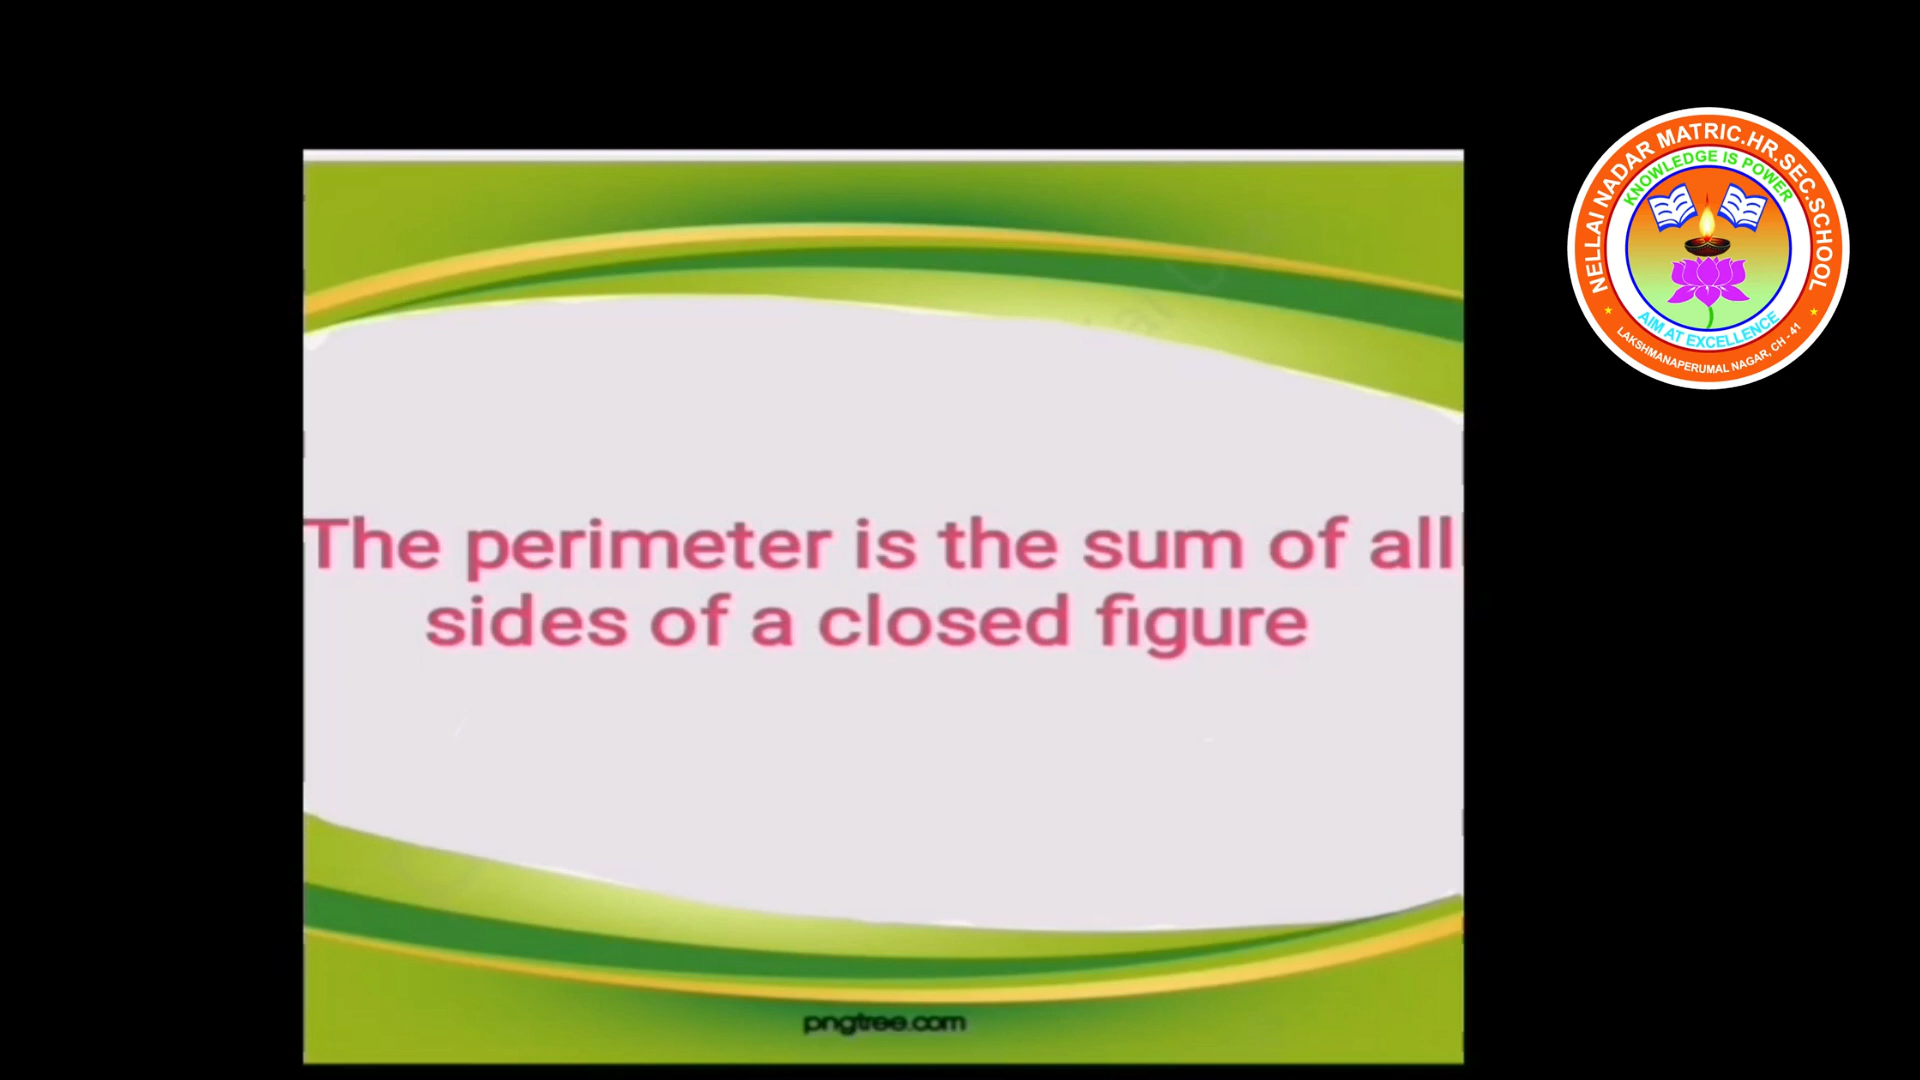 The perimeter is the sum of all
sides of a closed figure
pngtree.com
NELLAI NADAR MATRIC.HR.SEC.SCHOOL
KNOWLEDGE IS POWER
AIM AT EXCELLENCE
LAKSHMANAPERUMAL NAGAR, CH - 41